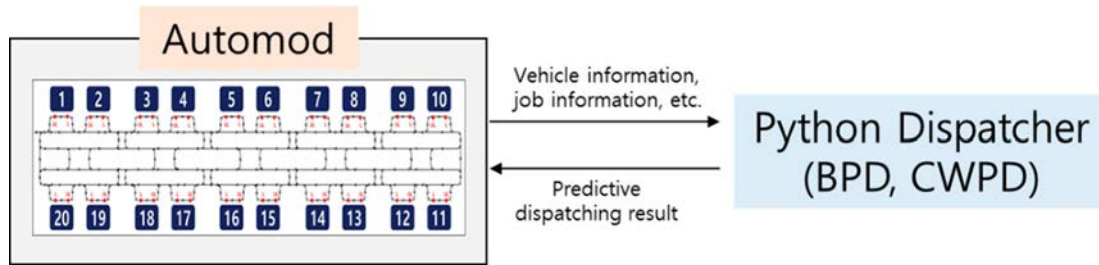 Automod
1 2 3 4 5 6 7 8 9 10
20 19 18 17 16 15 14 13 12 11
Vehicle information,
job information, etc.
Predictive
dispatching result
Python Dispatcher
(BPD, CWPD)